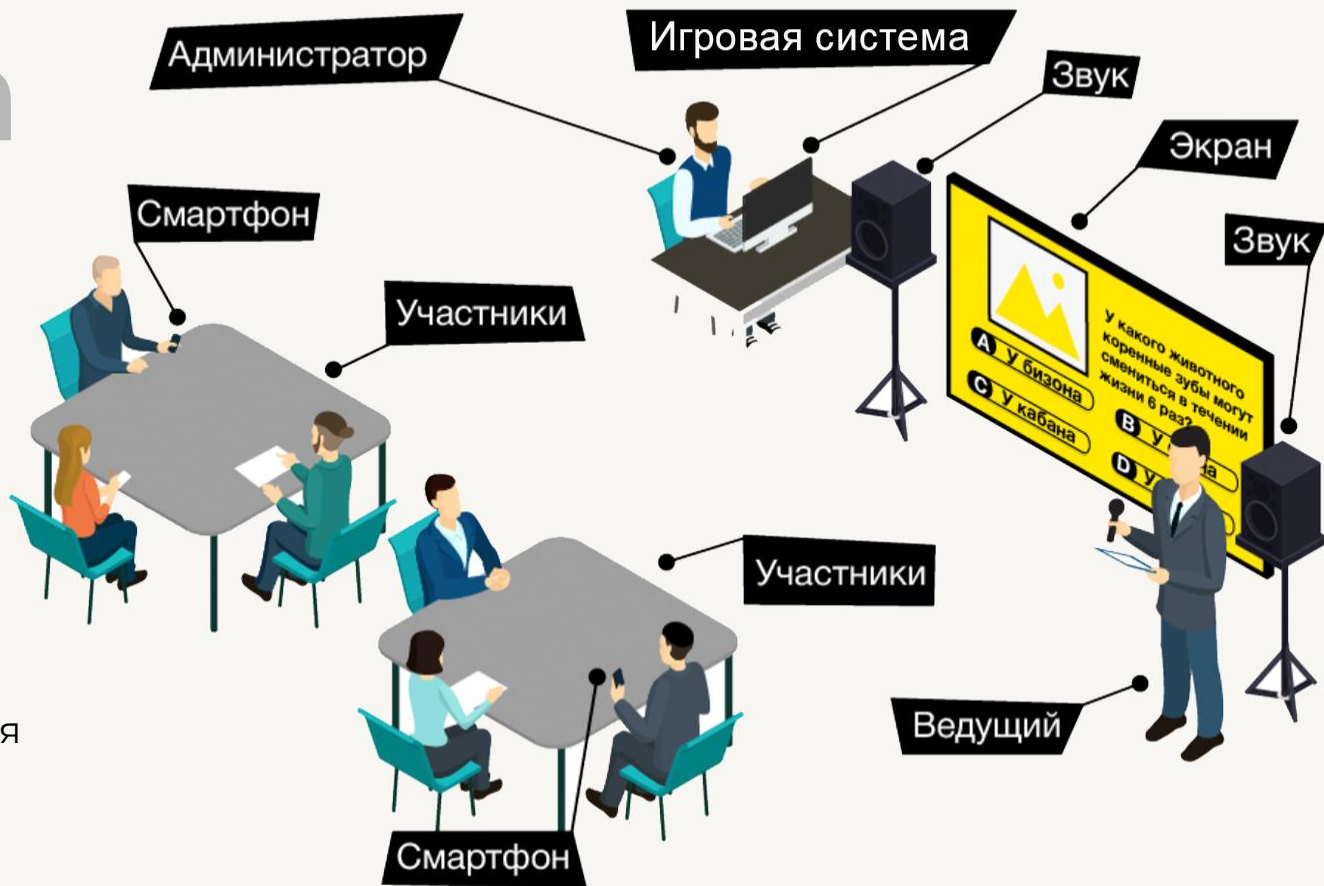 Администратор
Игровая система
Звук
Экран
Звук
Смартфон
Участники
У какого животного
коренные зубы могут
смениться в течении
жизни 6 раз?
A У бизона
B У
C У кабана
D У
Участники
Ведущий
Смартфон
я